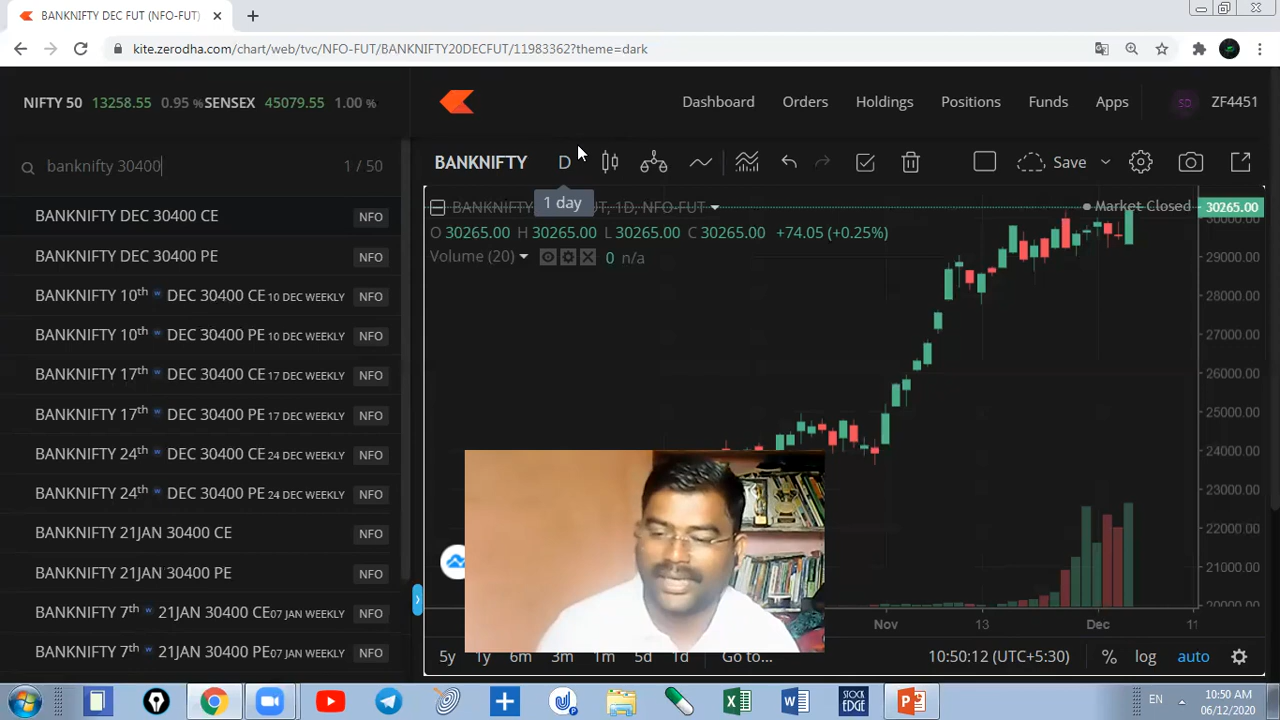 BANKNIFTY DEC FUT (NFO-FUT)
kite.zerodha.com/chart/web/tvc/NFO-FUT/BANKNIFTY20DECFUT/11983362?theme=dark
NIFTY 50 13258.55 0.95 % SENSEX 45079.55 1.00 %
Dashboard Orders Holdings Positions Funds Apps SD ZF4451
banknifty 30400 1 / 50
BANKNIFTY D Save
1 day
BANKNIFTY 1D, NFO-FUT Market Closed 30265.00
O 30265.00 H 30265.00 L 30265.00 C 30265.00 +74.05 (+0.25%)
Volume (20) 0 n/a
BANKNIFTY DEC 30400 CE NFO
BANKNIFTY DEC 30400 PE NFO
BANKNIFTY 10th w DEC 30400 CE 10 DEC WEEKLY NFO
BANKNIFTY 10th w DEC 30400 PE 10 DEC WEEKLY NFO
BANKNIFTY 17th w DEC 30400 CE 17 DEC WEEKLY NFO
BANKNIFTY 17th w DEC 30400 PE 17 DEC WEEKLY NFO
BANKNIFTY 24th w DEC 30400 CE 24 DEC WEEKLY NFO
BANKNIFTY 24th w DEC 30400 PE 24 DEC WEEKLY NFO
BANKNIFTY 21JAN 30400 CE NFO
BANKNIFTY 21JAN 30400 PE NFO
BANKNIFTY 7th w 21JAN 30400 CE 07 JAN WEEKLY NFO
BANKNIFTY 7th w 21JAN 30400 PE 07 JAN WEEKLY NFO
30000.00
29000.00
28000.00
27000.00
26000.00
25000.00
24000.00
23000.00
22000.00
21000.00
20000.00
Nov 13 Dec 11
5y 1y 6m 3m 1m 5d 1d Go to... 10:50:12 (UTC+5:30) % log auto
STOCK EDGE
EN 10:50 AM
06/12/2020